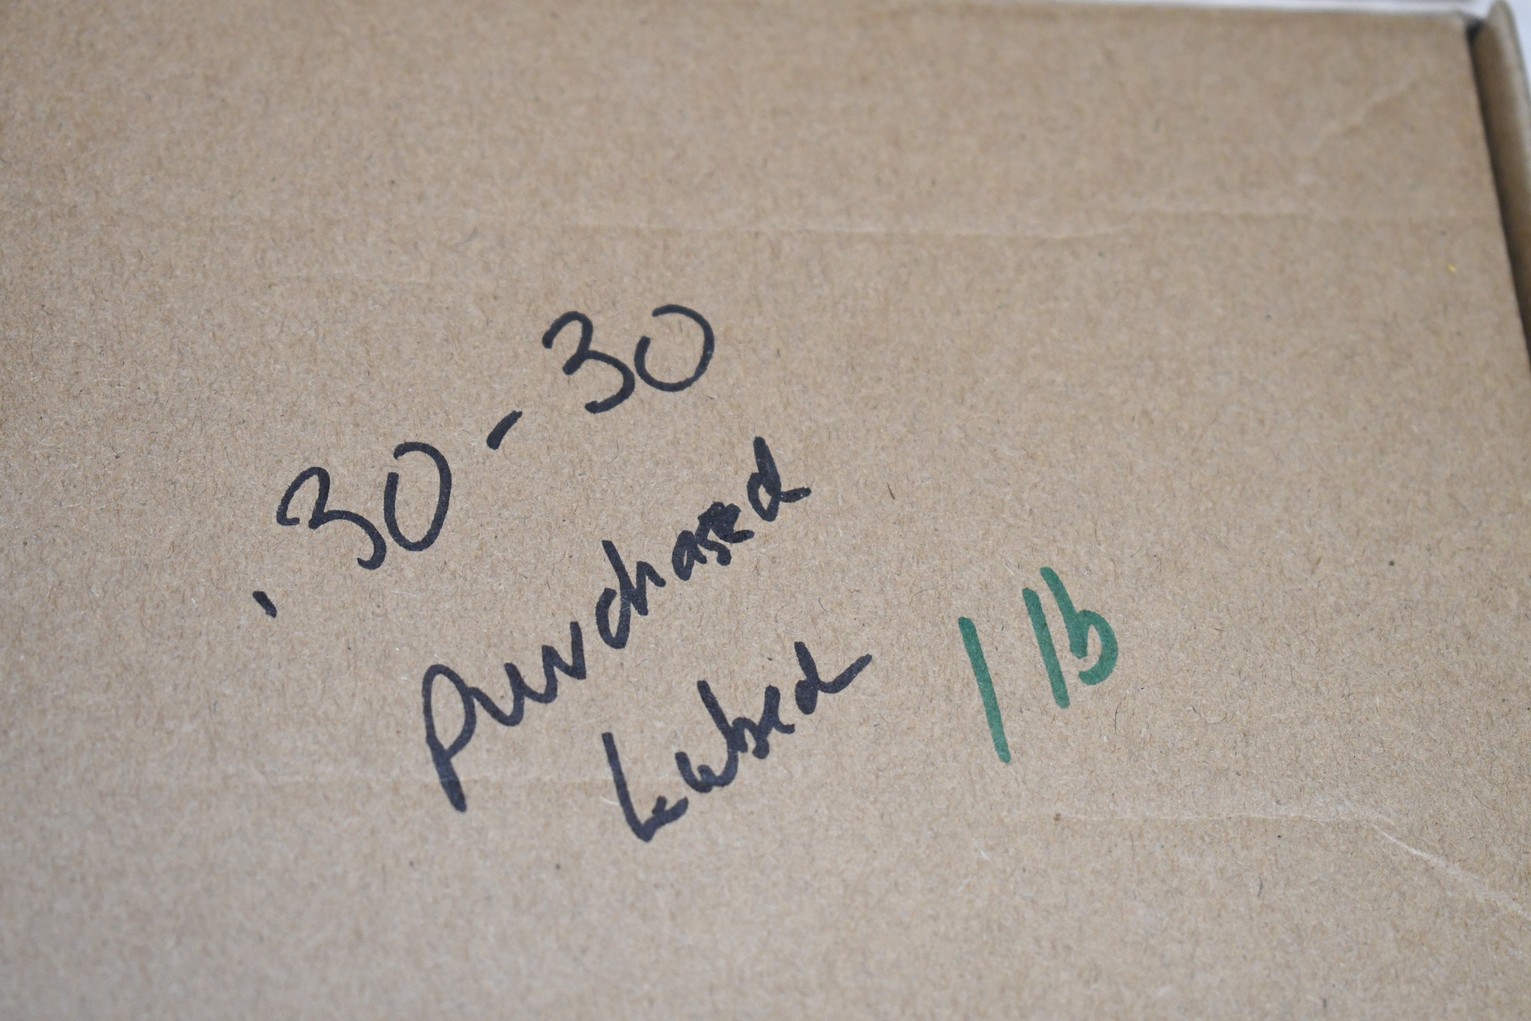 .30-30
purchased
Lubed 1 lb